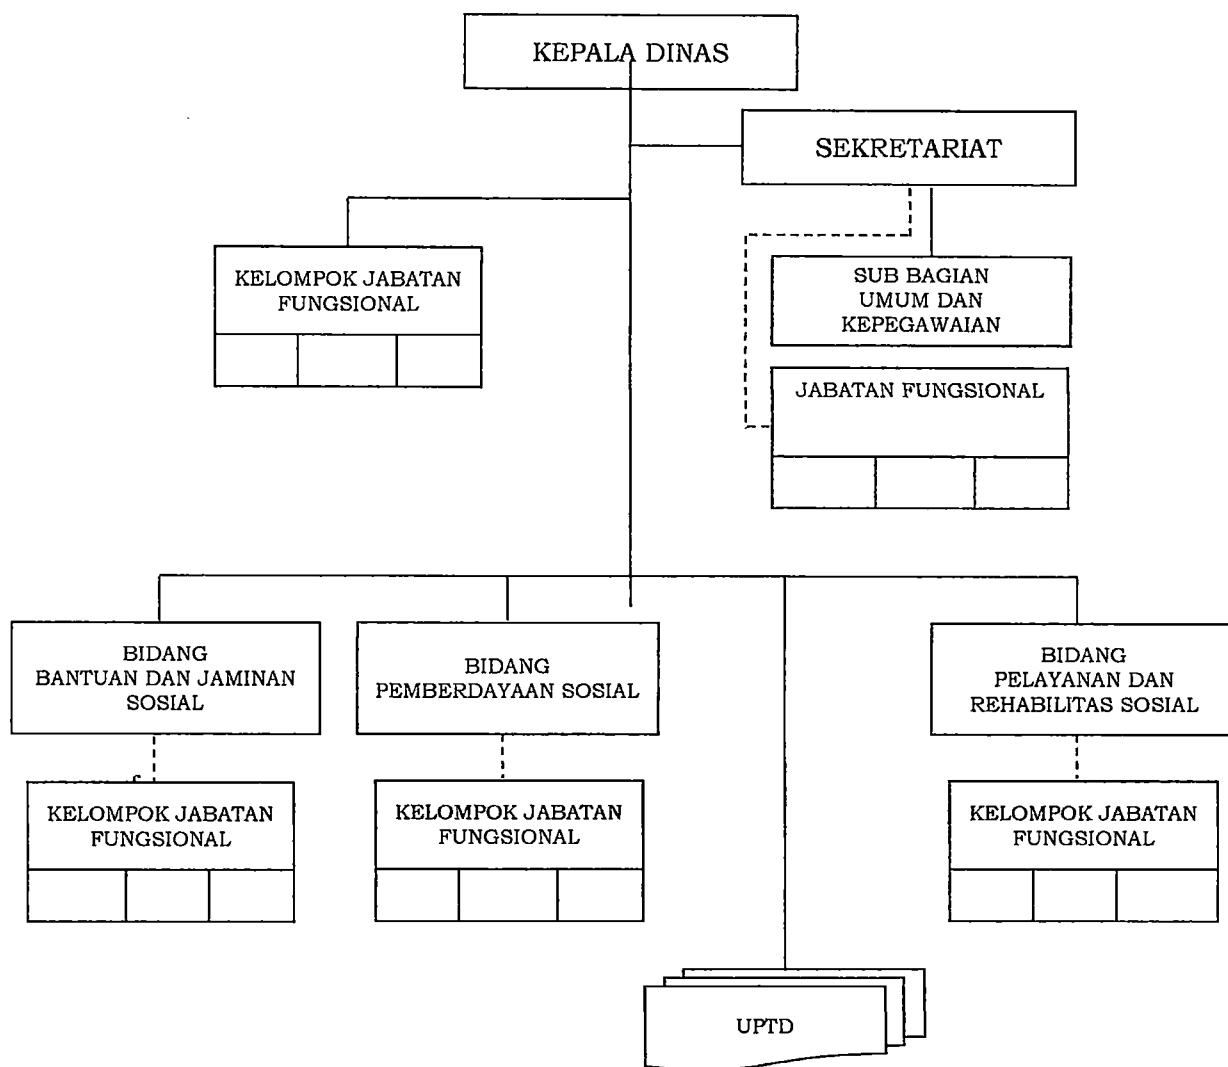 KEPALA DINAS
SEKRETARIAT
KELOMPOK JABATAN
FUNGSIONAL
SUB BAGIAN
UMUM DAN
KEPEGAWAIAN
JABATAN FUNGSIONAL
BIDANG
BANTUAN DAN JAMINAN
SOSIAL
BIDANG
PEMBERDAYAAN SOSIAL
BIDANG
PELAYANAN DAN
REHABILITAS SOSIAL
KELOMPOK JABATAN
FUNGSIONAL
KELOMPOK JABATAN
FUNGSIONAL
KELOMPOK JABATAN
FUNGSIONAL
UPTD